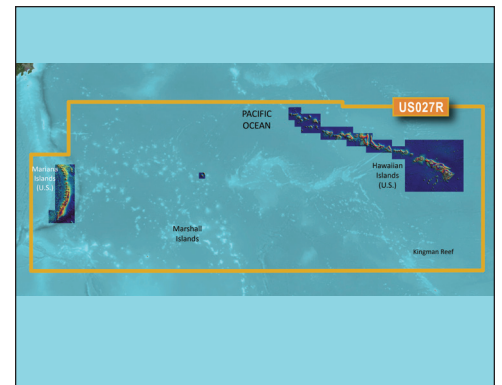 US027R
PACIFIC
OCEAN
Mariana
Islands
(U.S.)
Hawaiian
Islands
(U.S.)
Marshall
Islands
Kingman Reef